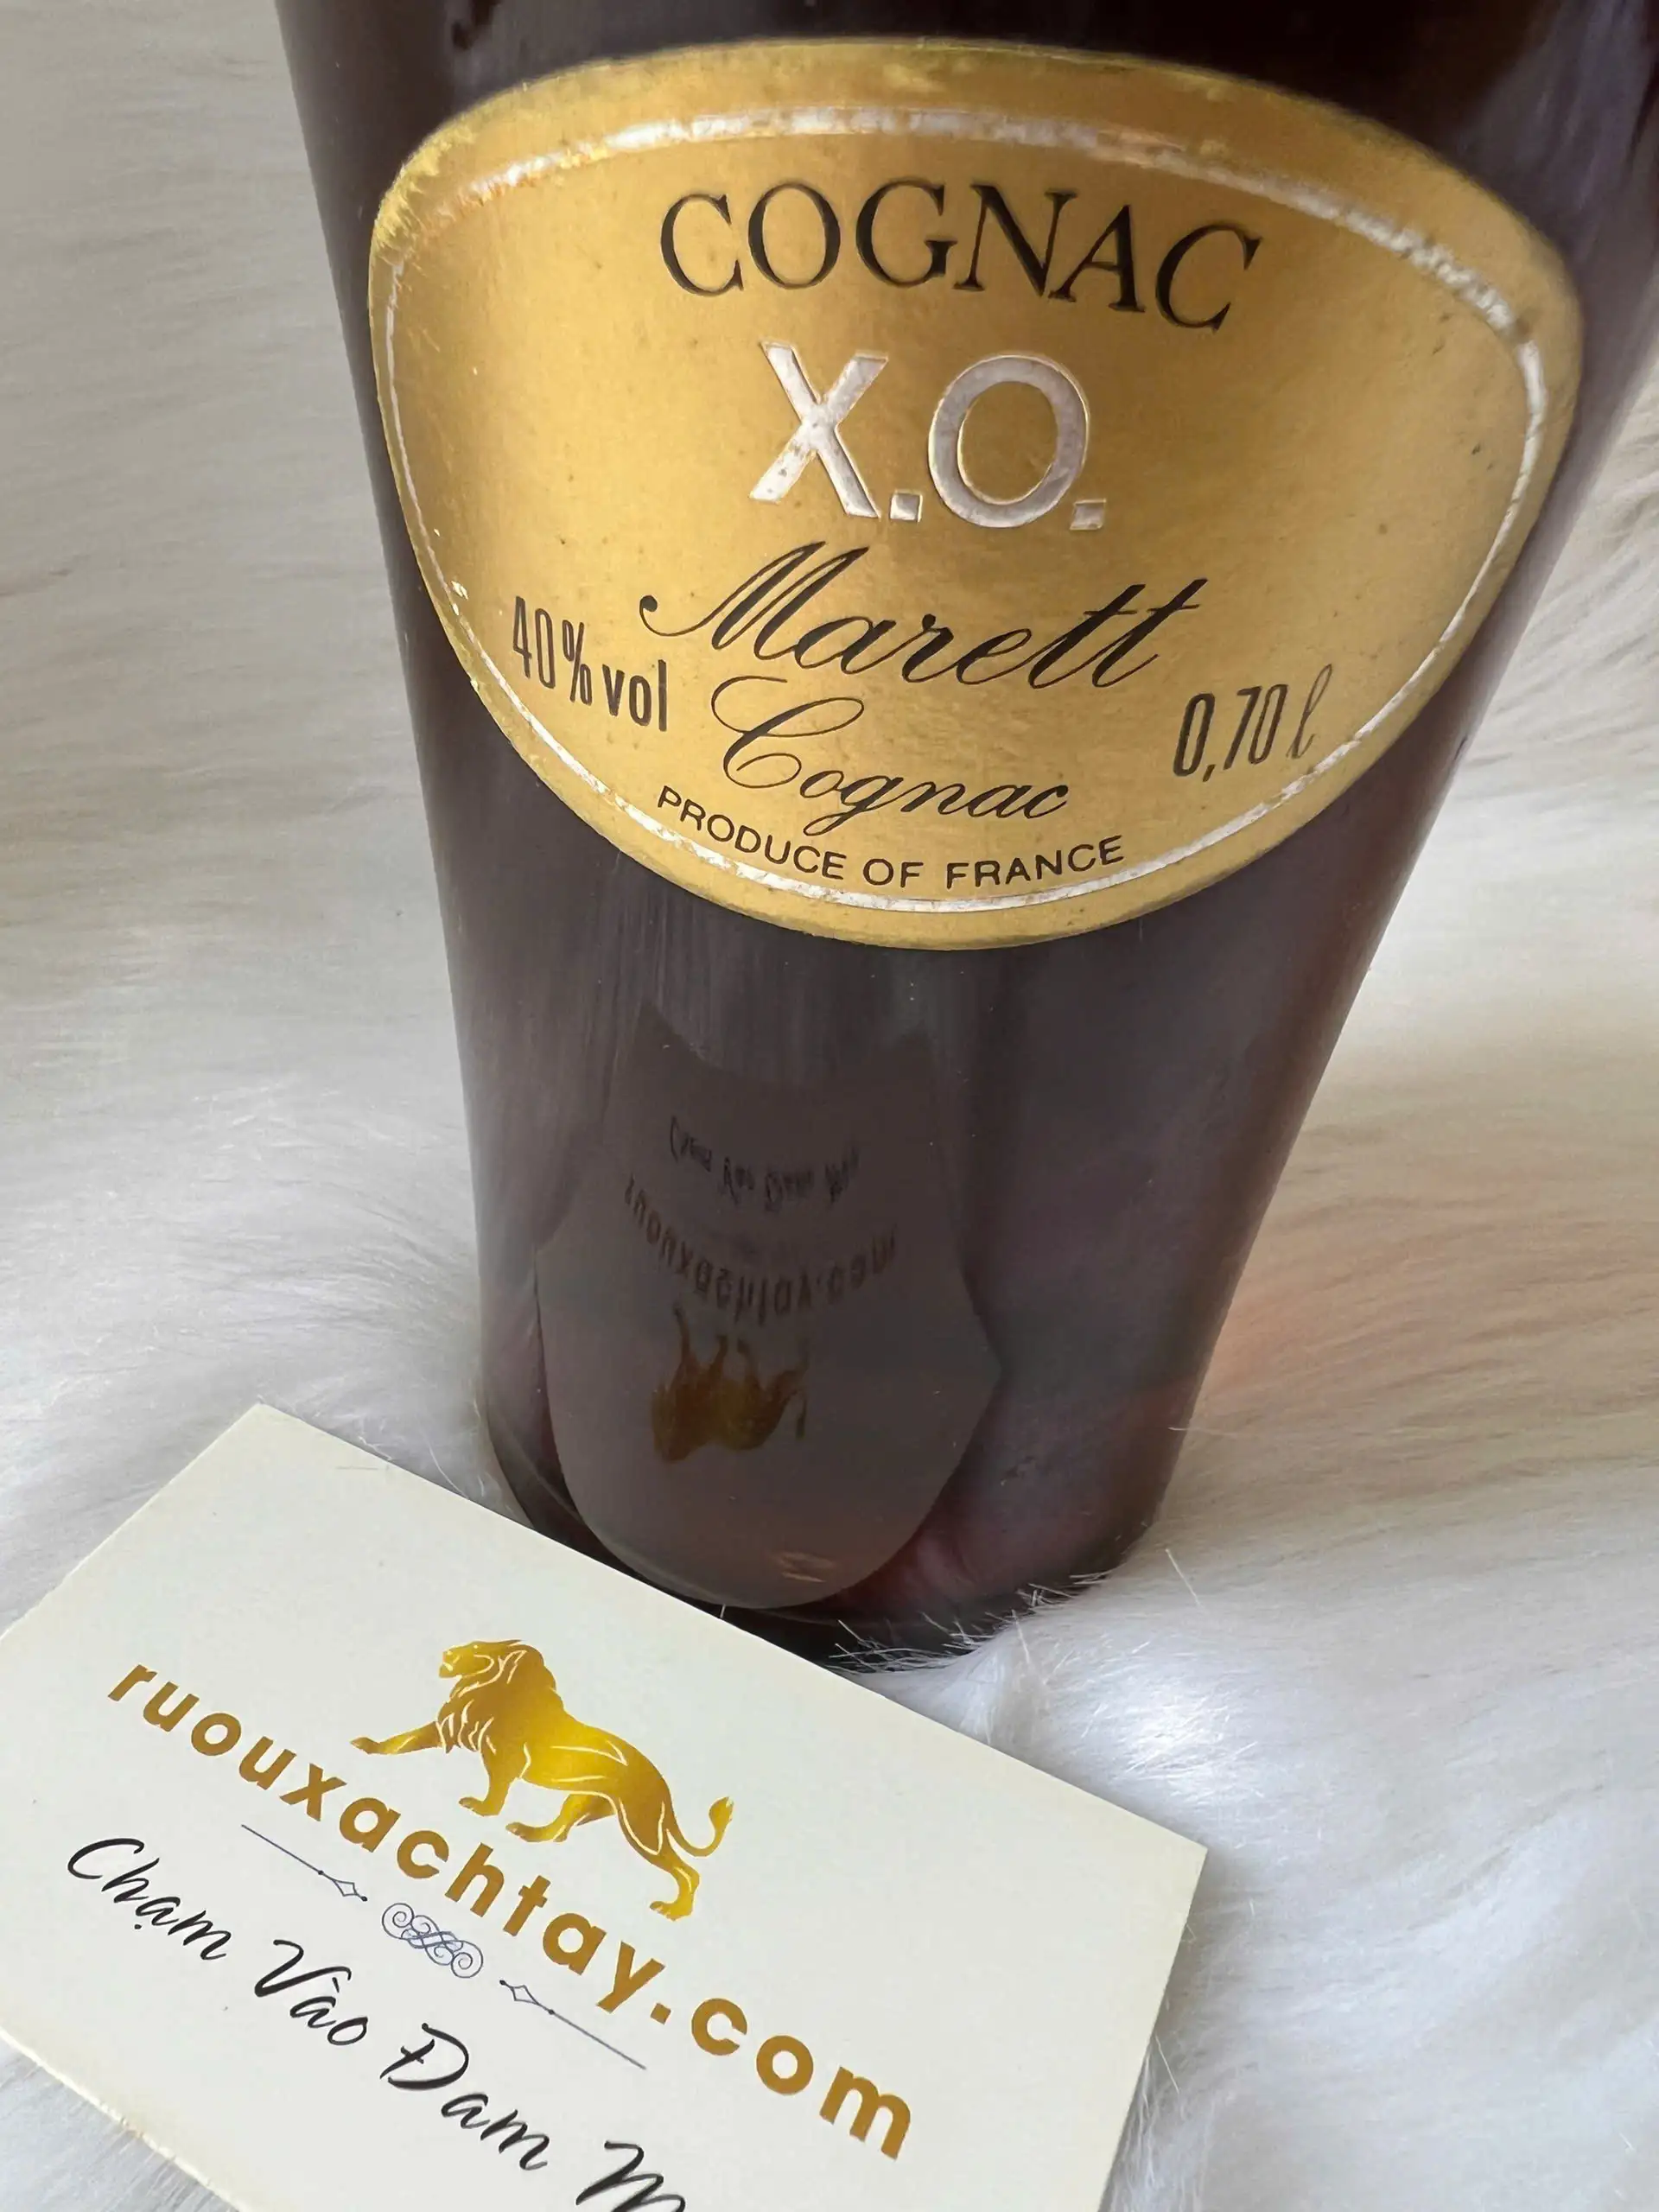 COGNAC
X.O.
Marett
40% vol
0,70 l
Cognac
PRODUCE OF FRANCE
ruouxachtay.com
Chạm Vào Đam M